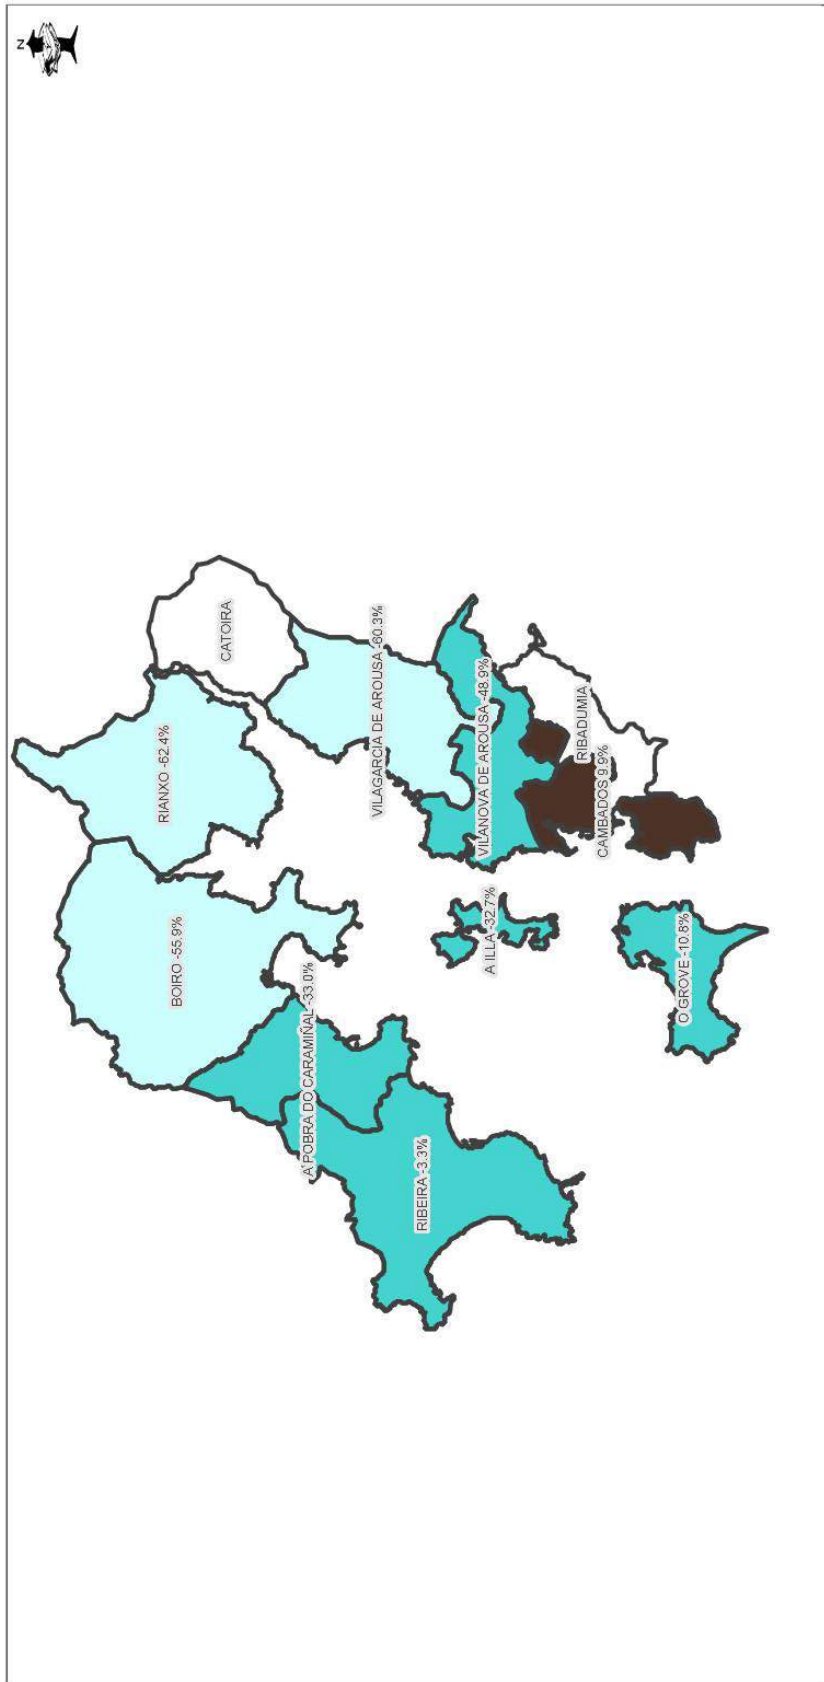 Z
CATOIRA
RIANXO -62.4%
VILAGARCIA DE AROUSA -60.3%
BOIRO -55.9%
VILANOVA DE AROUSA -48.9%
RIBADUMIA
CAMBADOS 9.9%
A ILLA -32.7%
A POBRA DO CARAMIÑAL -33.0%
O GROVE -10.8%
RIBEIRA -3.3%